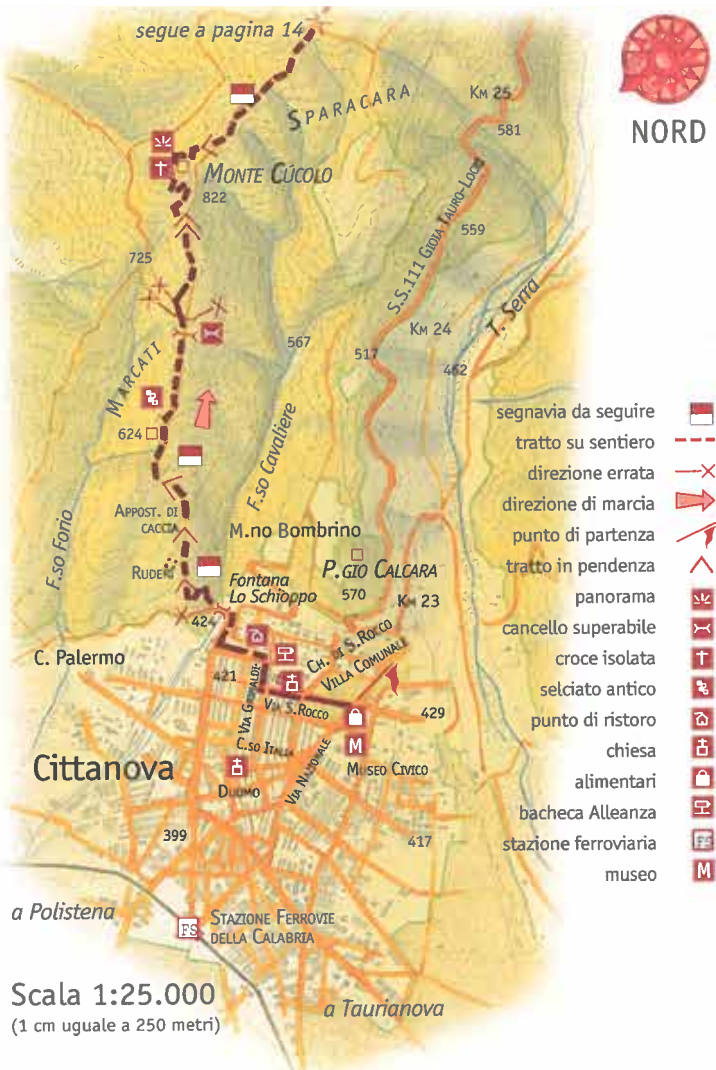 segue a pagina 14
SPARACARA
KM 25
581
NORD
MONTE CÚCOLO
822
S.S.111 GIOIA TAURO-LOCRI
559
725
T. Serra
KM 24
567
517
462
MARCATI
624
F.so Cavaliere
F.so Forio
APPOST. DI
CACCIA
M.no Bombrino
RUDERI
P.GIO CALCARA
570
Fontana
Lo Schioppo
KM 23
424
C. Palermo
CH. DI S.ROCCO
VILLA COMUNALE
421
VIA GRIMALDI
VIA S.ROCCO
429
C.SO ITALIA
VIA NAZIONALE
M
MUSEO CIVICO
Cittanova
DUOMO
399
417
a Polistena
FS
STAZIONE FERROVIE
DELLA CALABRIA
a Taurianova
Scala 1:25.000
(1 cm uguale a 250 metri)
segnavia da seguire
tratto su sentiero
direzione errata
direzione di marcia
punto di partenza
tratto in pendenza
panorama
cancello superabile
croce isolata
selciato antico
punto di ristoro
chiesa
alimentari
bacheca Alleanza
stazione ferroviaria FS
museo M